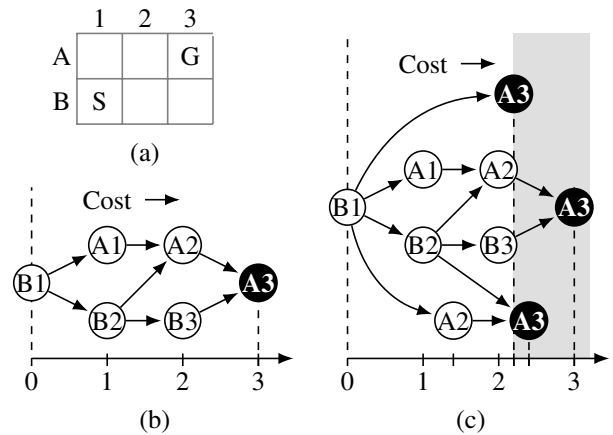 1 2 3
A G
B S
(a)
Cost
B1 A1 A2 A3
B2 B3
0 1 2 3
(b)
Cost
A3
A1 A2
B1 A3
B2 B3
A2 A3
0 1 2 3
(c)